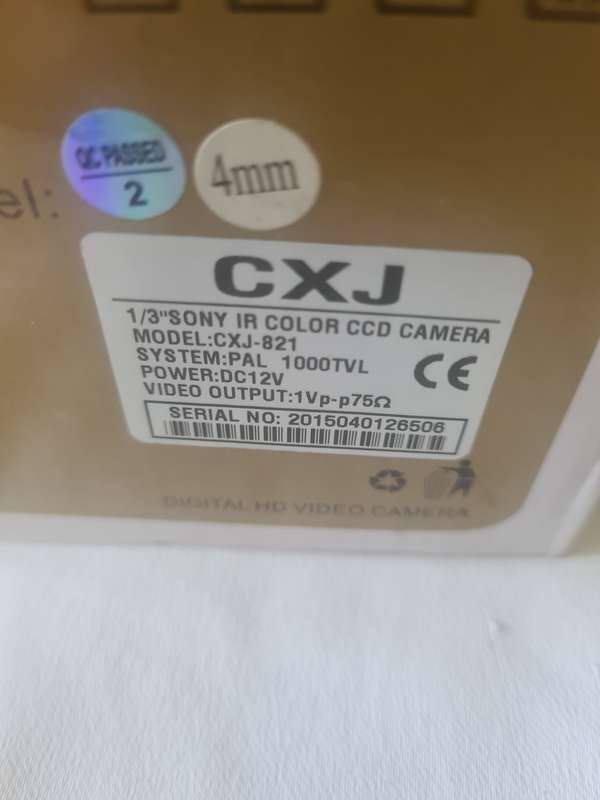 QC PASSED
2
4mm
el:
CXJ
1/3"SONY IR COLOR CCD CAMERA
MODEL:CXJ-821
SYSTEM:PAL 1000TVL
POWER:DC12V
VIDEO OUTPUT:1Vp-p75Ω
CE
SERIAL NO: 2015040126506
DIGITAL HD VIDEO CAMERA